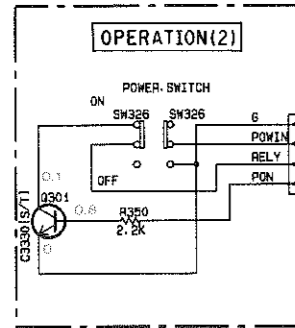 OPERATION(2)
POWER.SWITCH
ON
SW326 SW326
G
POWIN
RELY
OFF
PON
0.1
Q301
0.6
R350
2.2K
C3330(S/T)
0